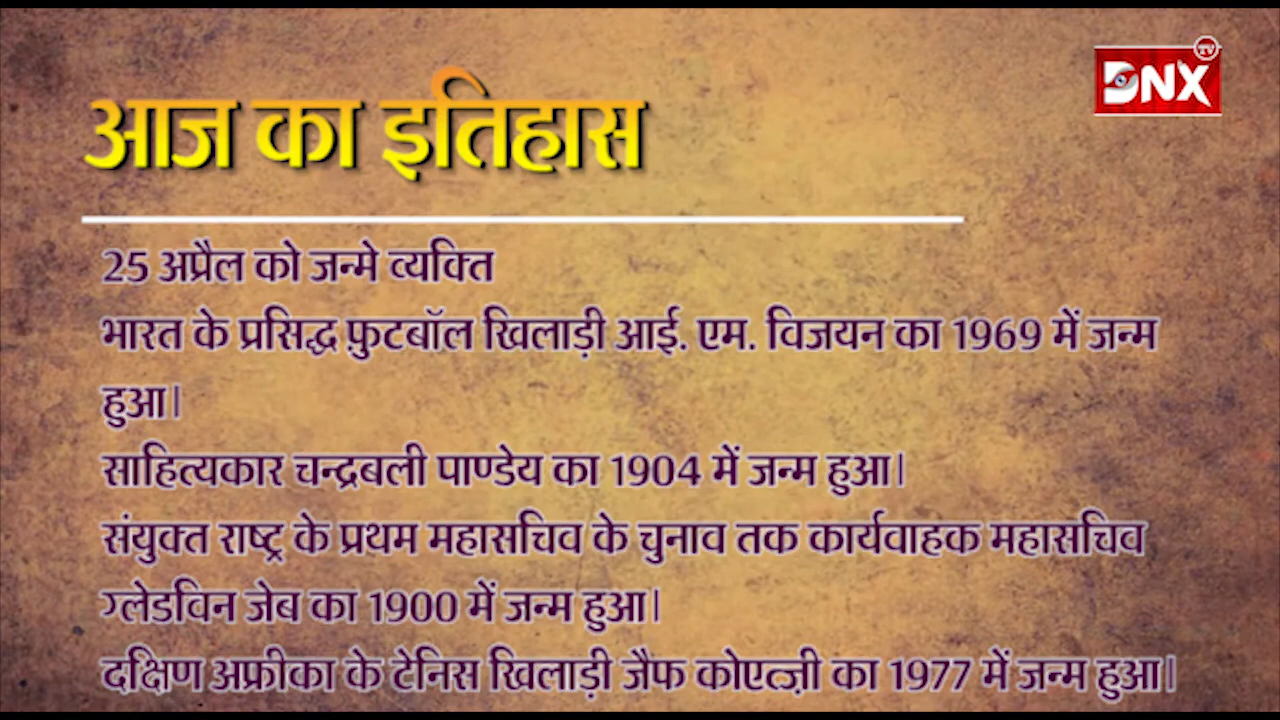 आज का इतिहास
DNX TV
25 अप्रैल को जन्मे व्यक्ति
भारत के प्रसिद्ध फ़ुटबॉल खिलाड़ी आई. एम. विजयन का 1969 में जन्म
हुआ।
साहित्यकार चन्द्रबली पाण्डेय का 1904 में जन्म हुआ।
संयुक्त राष्ट्र के प्रथम महासचिव के चुनाव तक कार्यवाहक महासचिव
ग्लेडविन जेब का 1900 में जन्म हुआ।
दक्षिण अफ्रीका के टेनिस खिलाड़ी जैफ कोएत्ज़ी का 1977 में जन्म हुआ।